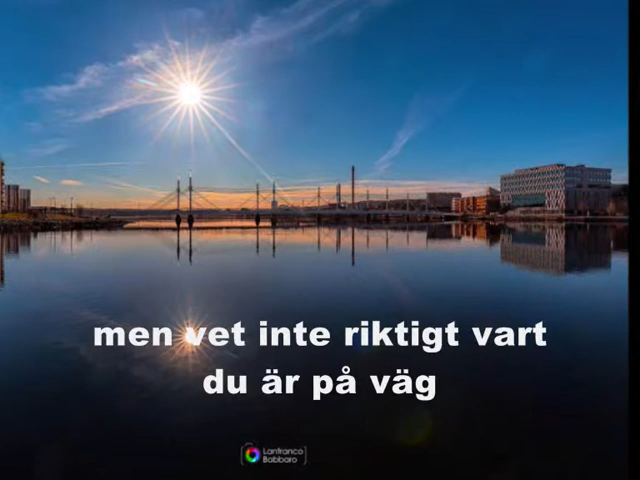 men vet inte riktigt vart
du är på väg
Lanfranco
Babbaro